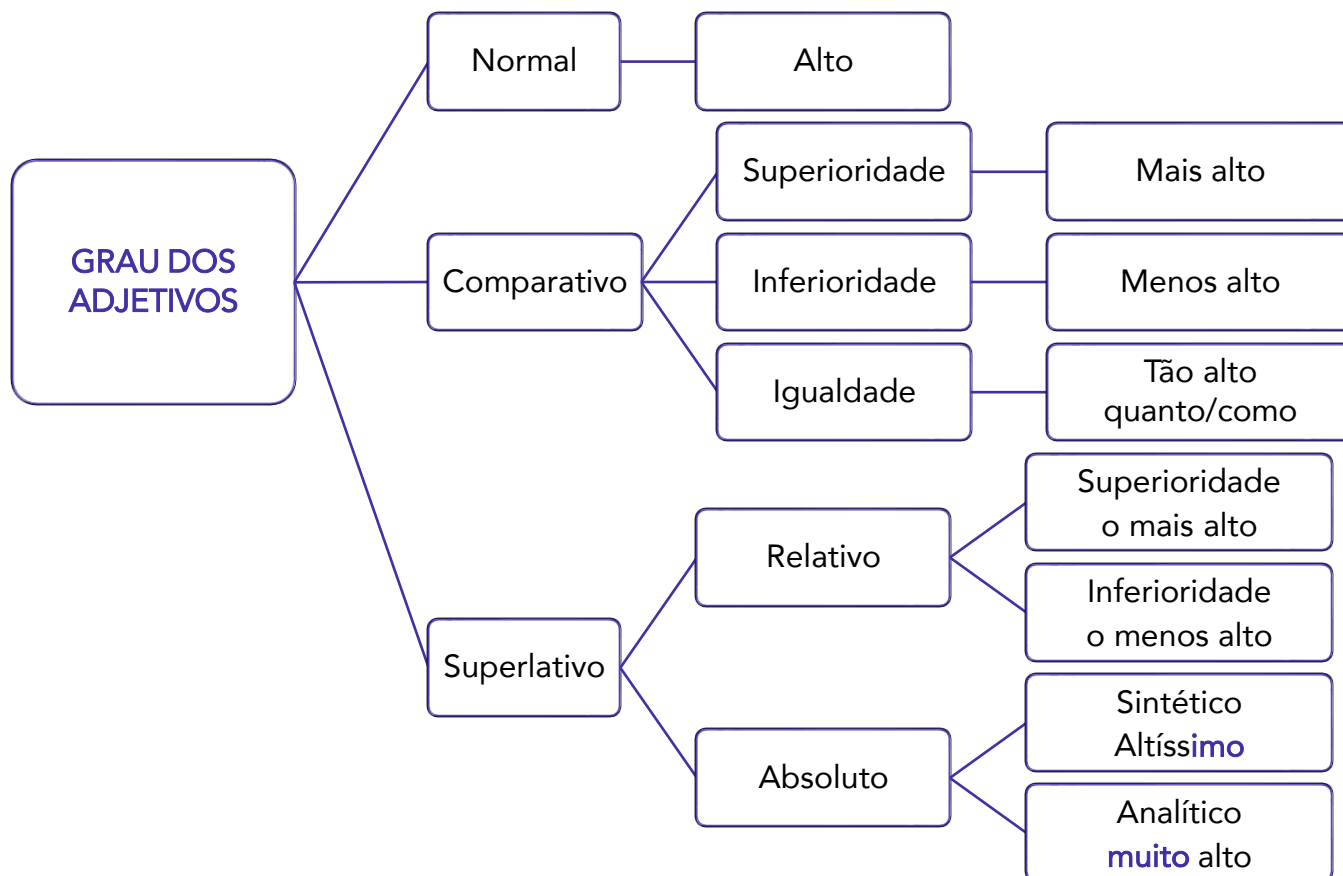 GRAU DOS
ADJETIVOS
Normal
Alto
Comparativo
Superioridade
Mais alto
Inferioridade
Menos alto
Igualdade
Tão alto
quanto/como
Superlativo
Relativo
Superioridade
o mais alto
Inferioridade
o menos alto
Absoluto
Sintético
Altíssimo
Analítico
muito alto